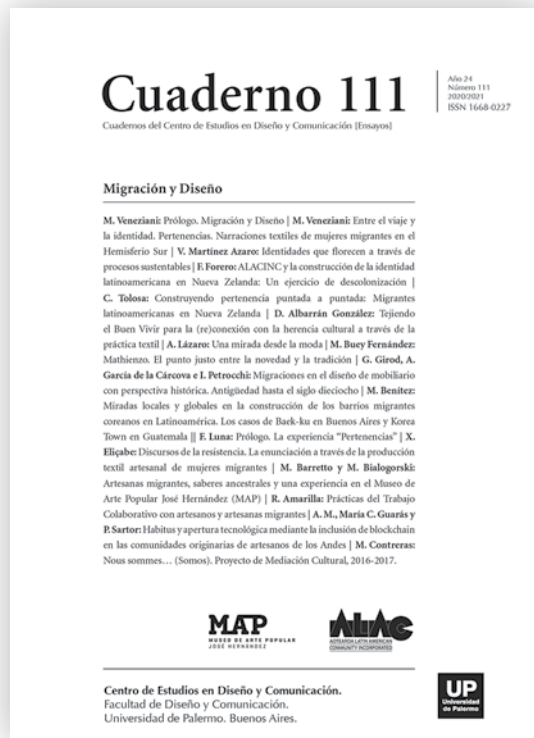 Cuaderno 111
Cuadernos del Centro de Estudios en Diseño y Comunicación [Ensayos]
Año 24
Número 111
2020/2021
ISSN 1668-0227
Migración y Diseño
M. Veneziani: Prólogo. Migración y Diseño | M. Veneziani: Entre el viaje y
la identidad. Pertenencias. Narraciones textiles de mujeres migrantes en el
Hemisferio Sur | V. Martínez Azaro: Identidades que florecen a través de
procesos sustentables | F. Forero: ALACINC y la construcción de la identidad
latinoamericana en Nueva Zelanda: Un ejercicio de descolonización |
C. Tolosa: Construyendo pertenencia puntada a puntada: Migrantes
latinoamericanas en Nueva Zelanda | D. Albarrán González: Tejiendo
el Buen Vivir para la (re)conexión con la herencia cultural a través de la
práctica textil | A. Lázaro: Una mirada desde la moda | M. Buey Fernández:
Mathienzo. El punto justo entre la novedad y la tradición | G. Girod, A.
García de la Cárcova e I. Petrocchi: Migraciones en el diseño de mobiliario
con perspectiva histórica. Antigüedad hasta el siglo dieciocho | M. Benítez:
Miradas locales y globales en la construcción de los barrios migrantes
coreanos en Latinoamérica. Los casos de Baek-ku en Buenos Aires y Korea
Town en Guatemala || F. Luna: Prólogo. La experiencia "Pertenencias" | X.
Eliçabe: Discursos de la resistencia. La enunciación a través de la producción
textil artesanal de mujeres migrantes | M. Barretto y M. Bialogorski:
Artesanas migrantes, saberes ancestrales y una experiencia en el Museo de
Arte Popular José Hernández (MAP) | R. Amarilla: Prácticas del Trabajo
Colaborativo con artesanos y artesanas migrantes | A. M., María C. Guarás y
P. Sartor: Habitus y apertura tecnológica mediante la inclusión de blockchain
en las comunidades originarias de artesanos de los Andes | M. Contreras:
Nous sommes… (Somos). Proyecto de Mediación Cultural, 2016-2017.
MAP
MUSEO DE ARTE POPULAR
JOSÉ HERNÁNDEZ
ALAC
AOTEAROA LATIN AMERICAN
COMMUNITY INCORPORATED
Centro de Estudios en Diseño y Comunicación.
Facultad de Diseño y Comunicación.
Universidad de Palermo. Buenos Aires.
UP
Universidad
de Palermo